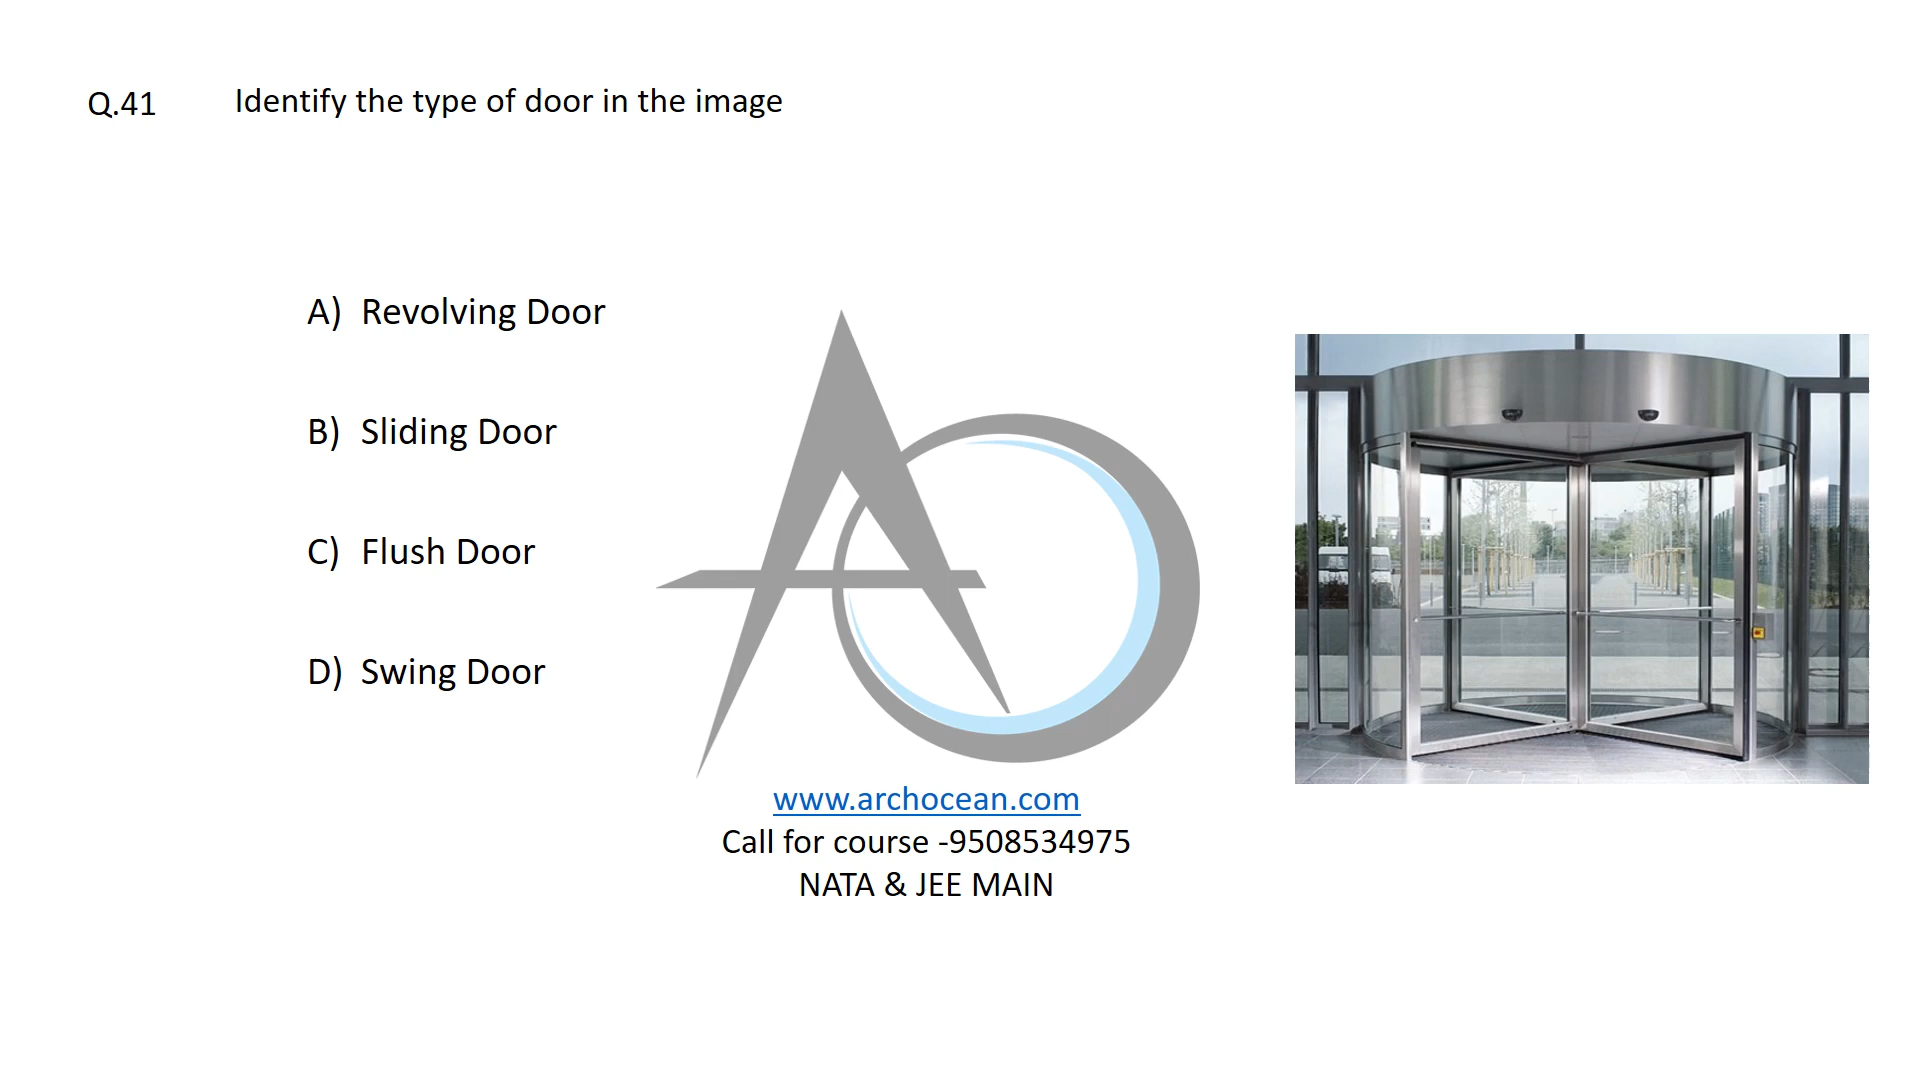 Q.41 Identify the type of door in the image
A) Revolving Door
B) Sliding Door
C) Flush Door
D) Swing Door
AO
www.archocean.com
Call for course -9508534975
NATA & JEE MAIN